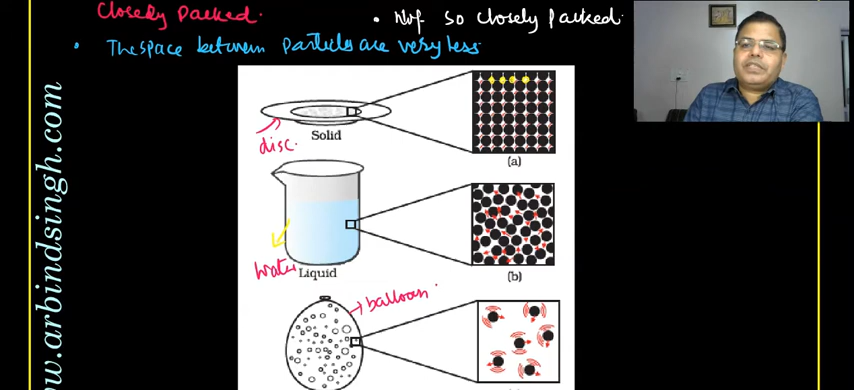 Closely Packed.
• Not so closely Packed.
• The space between Particles are very less.
www.arbindsingh.com
Solid
disc.
(a)
water
Liquid
(b)
balloon